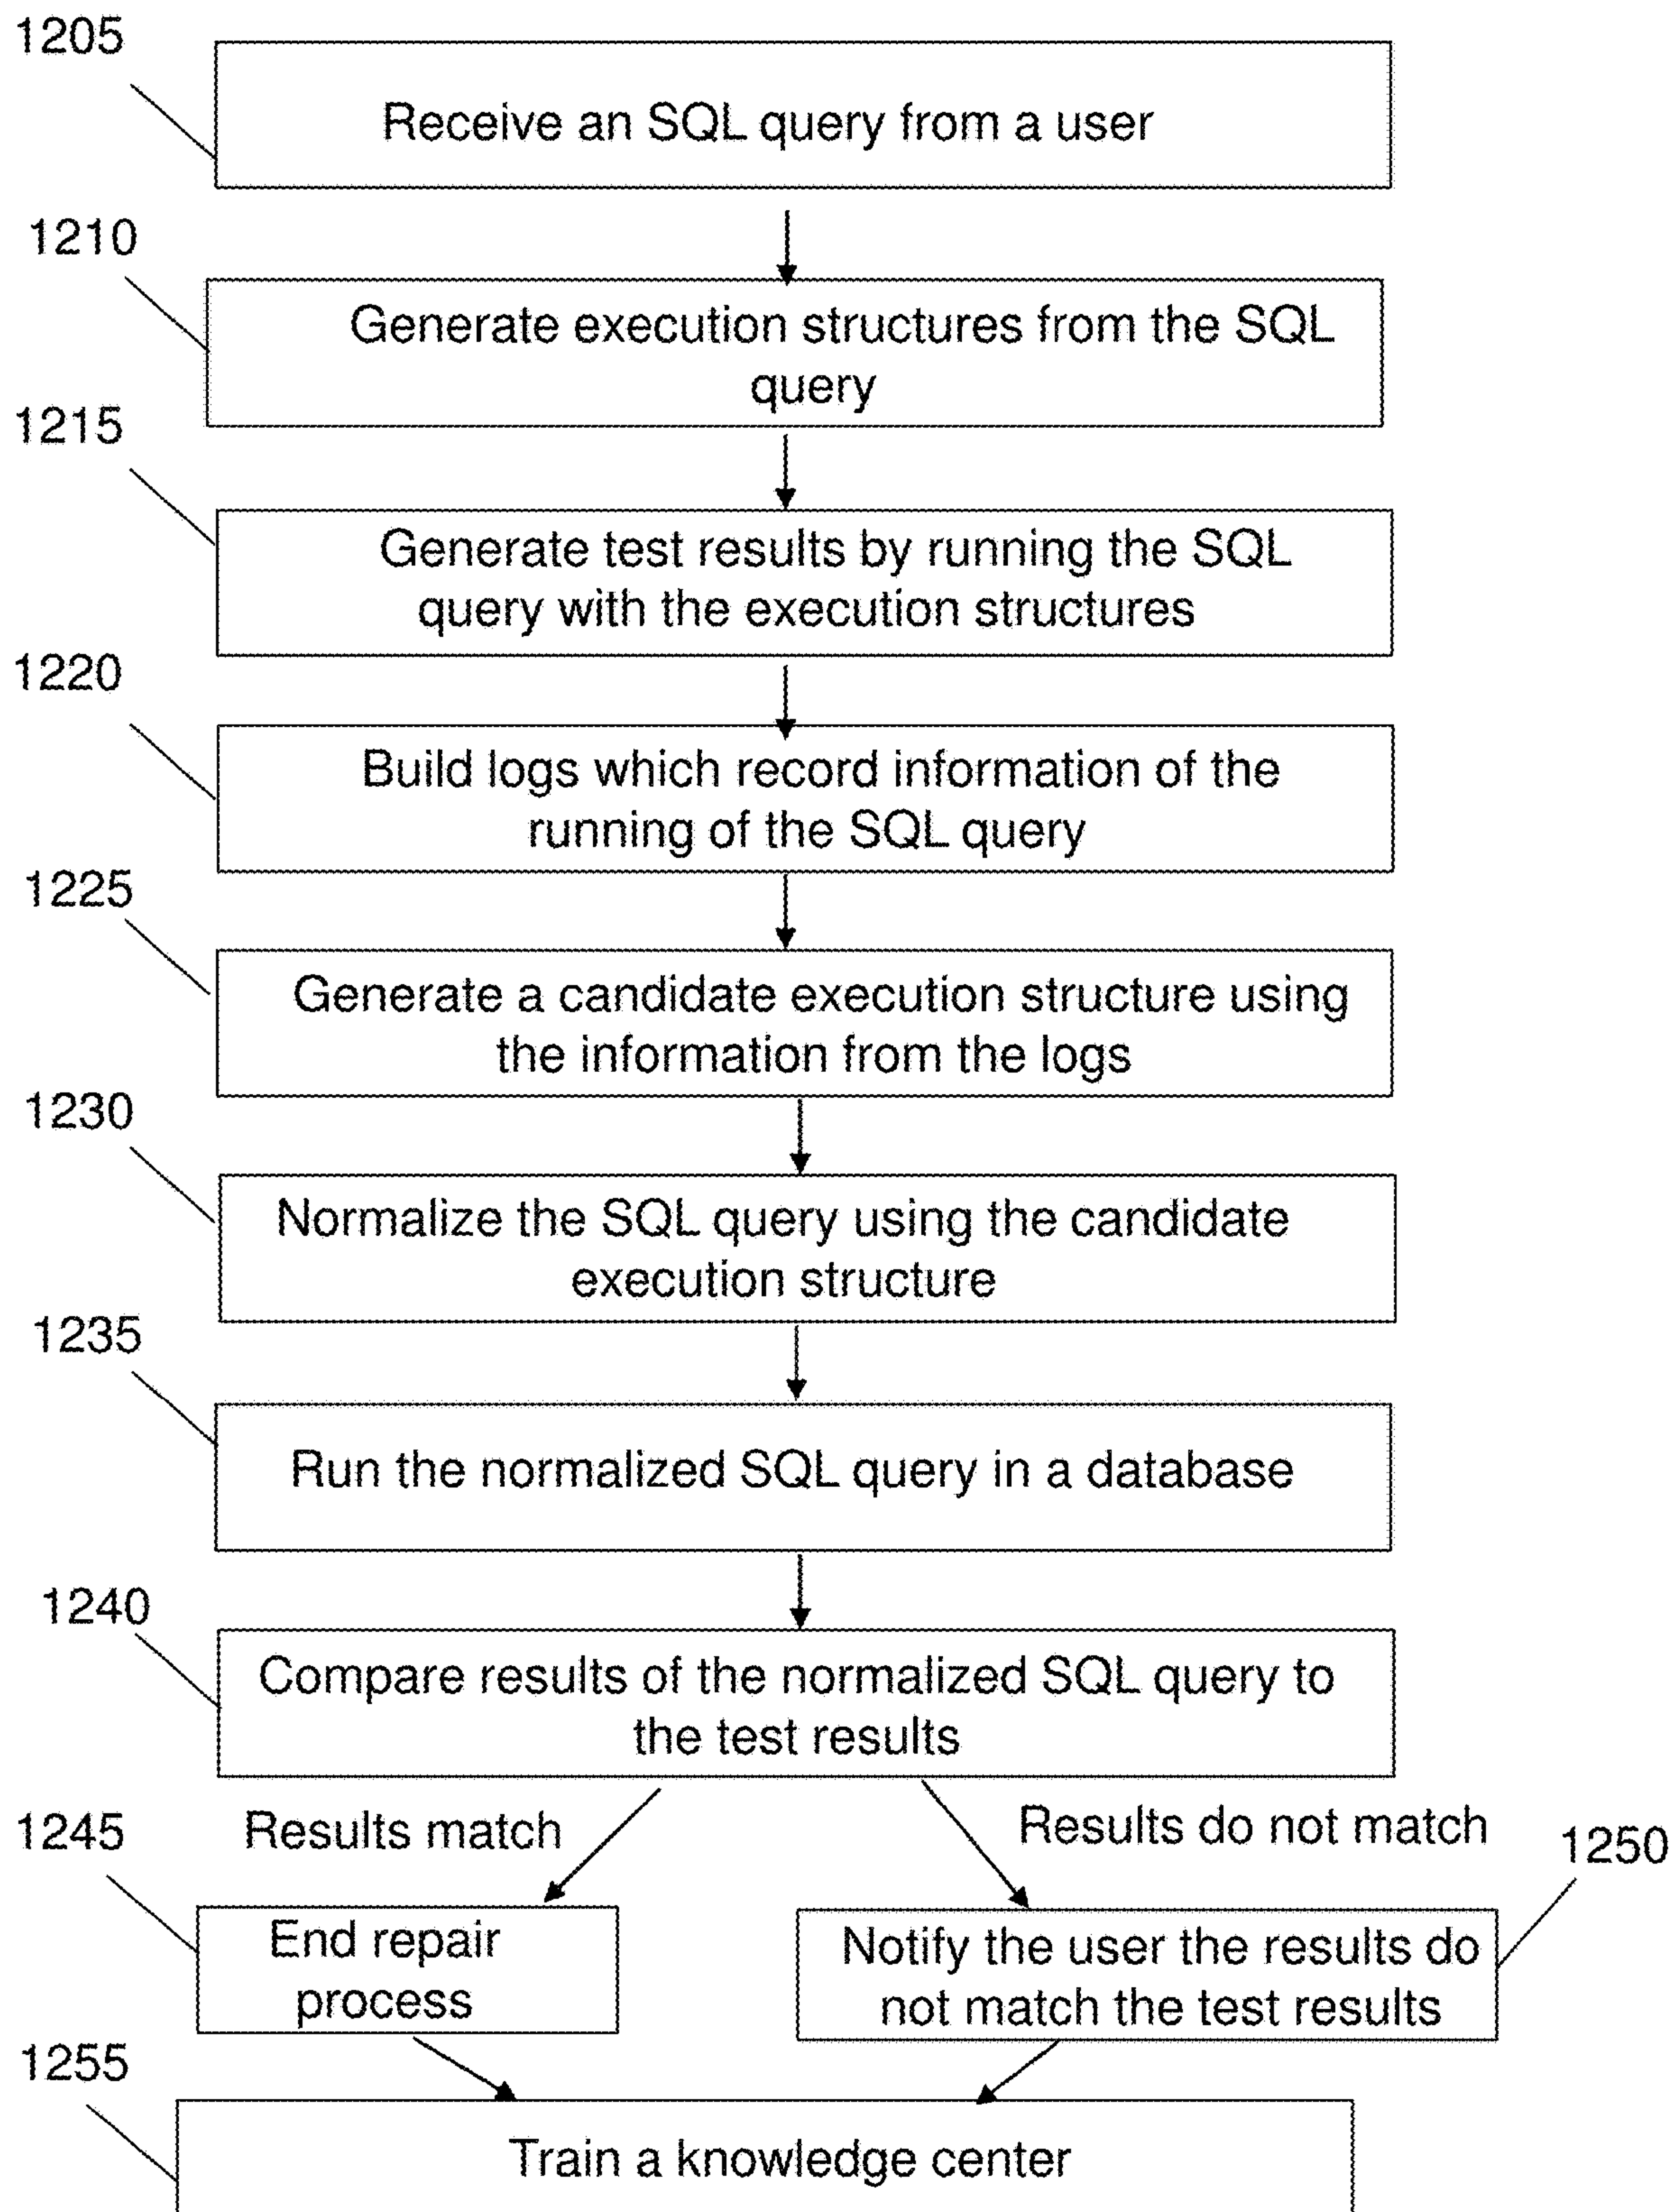 1205
Receive an SQL query from a user
1210
Generate execution structures from the SQL
query
1215
Generate test results by running the SQL
query with the execution structures
1220
Build logs which record information of the
running of the SQL query
1225
Generate a candidate execution structure using
the information from the logs
1230
Normalize the SQL query using the candidate
execution structure
1235
Run the normalized SQL query in a database
1240
Compare results of the normalized SQL query to
the test results
Results match
Results do not match
1245
End repair
process
1250
Notify the user the results do
not match the test results
1255
Train a knowledge center